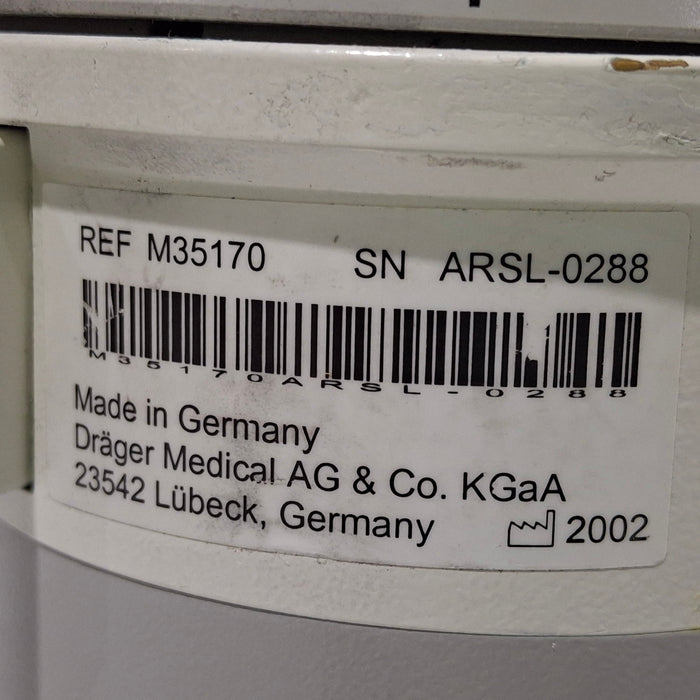 REF M35170 SN ARSL-0288
M35170ARSL-0288
Made in Germany
Dräger Medical AG & Co. KGaA
23542 Lübeck, Germany 2002